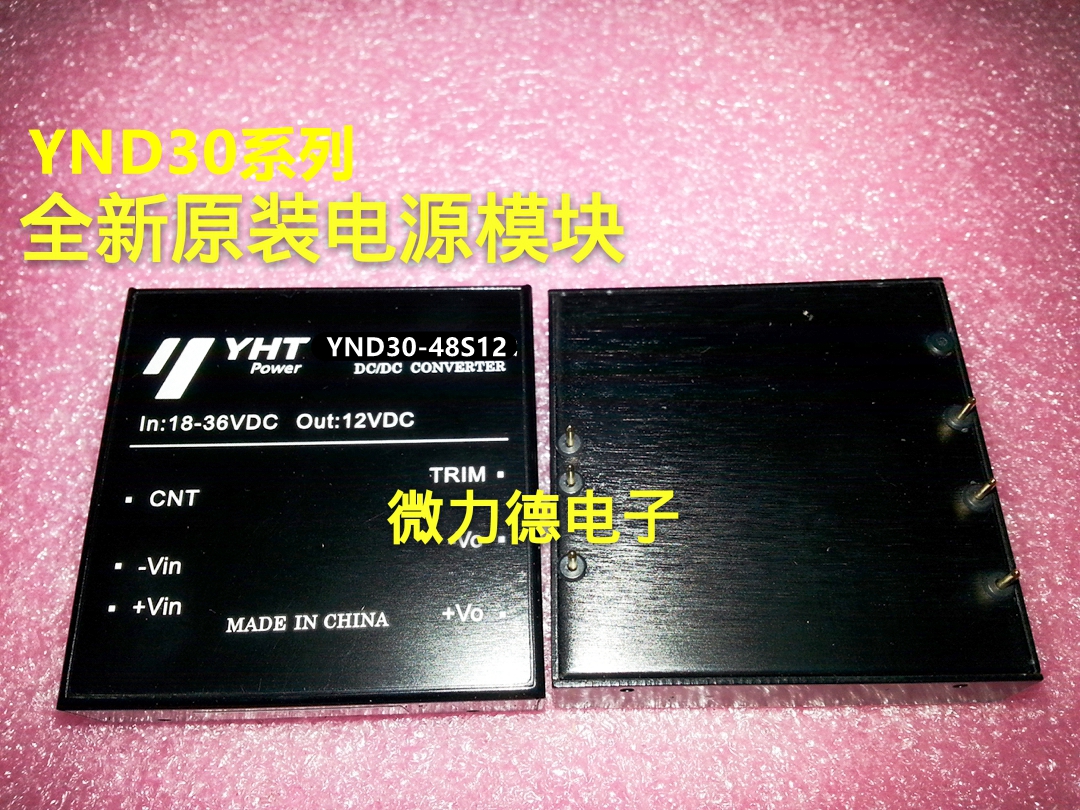 YND30系列
全新原装电源模块
YHT YND30-48S12
Power DC/DC CONVERTER
In:18-36VDC Out:12VDC
TRIM
CNT
微力德电子
Vo
-Vin
+Vin
+Vo
MADE IN CHINA